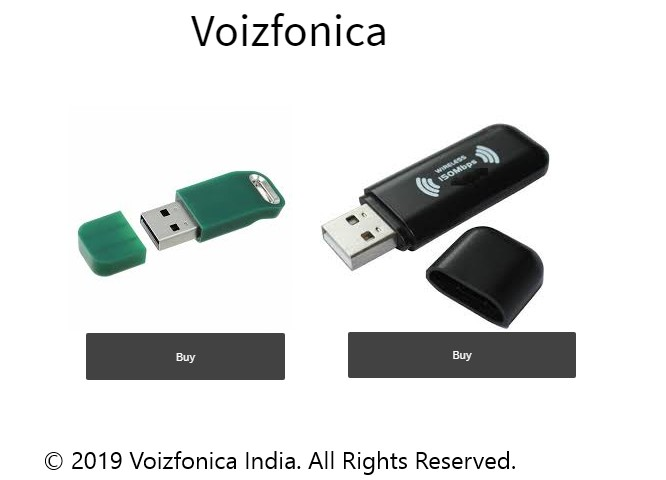 Voizfonica
WIRELESS
150Mbps
Buy
Buy
© 2019 Voizfonica India. All Rights Reserved.